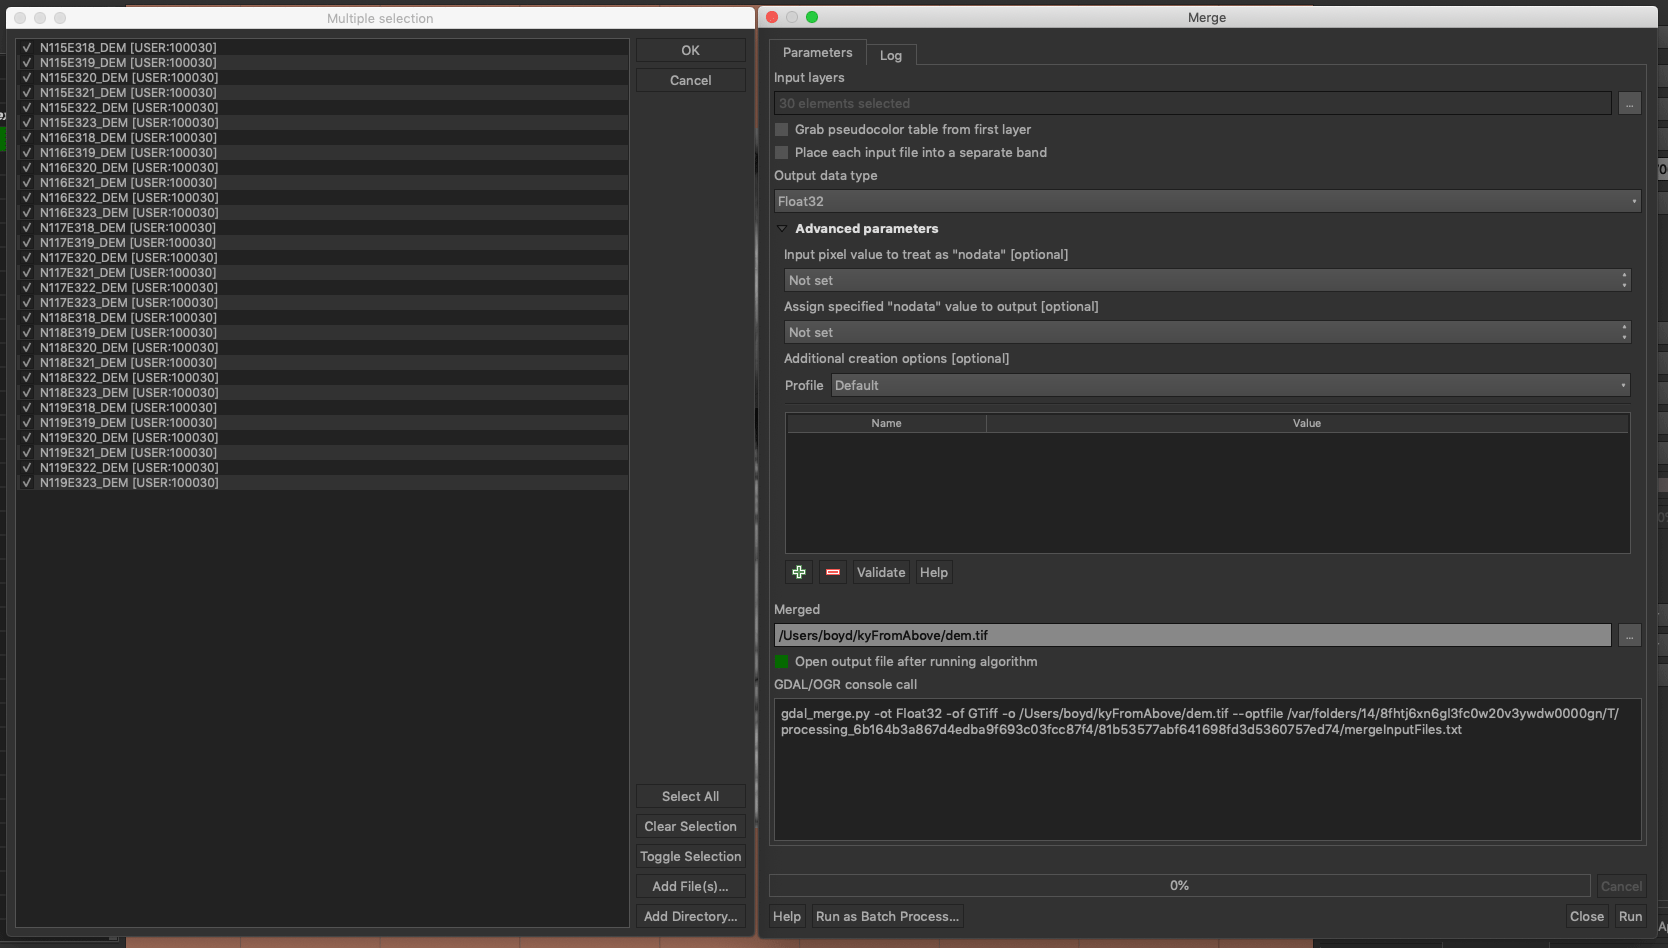 Multiple selection
N115E318_DEM [USER:100030]
N115E319_DEM [USER:100030]
N115E320_DEM [USER:100030]
N115E321_DEM [USER:100030]
N115E322_DEM [USER:100030]
N115E323_DEM [USER:100030]
N116E318_DEM [USER:100030]
N116E319_DEM [USER:100030]
N116E320_DEM [USER:100030]
N116E321_DEM [USER:100030]
N116E322_DEM [USER:100030]
N116E323_DEM [USER:100030]
N117E318_DEM [USER:100030]
N117E319_DEM [USER:100030]
N117E320_DEM [USER:100030]
N117E321_DEM [USER:100030]
N117E322_DEM [USER:100030]
N117E323_DEM [USER:100030]
N118E318_DEM [USER:100030]
N118E319_DEM [USER:100030]
N118E320_DEM [USER:100030]
N118E321_DEM [USER:100030]
N118E322_DEM [USER:100030]
N118E323_DEM [USER:100030]
N119E318_DEM [USER:100030]
N119E319_DEM [USER:100030]
N119E320_DEM [USER:100030]
N119E321_DEM [USER:100030]
N119E322_DEM [USER:100030]
N119E323_DEM [USER:100030]
OK
Cancel
Select All
Clear Selection
Toggle Selection
Add File(s)...
Add Directory...
Merge
Parameters
Log
Input layers
30 elements selected
...
Grab pseudocolor table from first layer
Place each input file into a separate band
Output data type
Float32
Advanced parameters
Input pixel value to treat as "nodata" [optional]
Not set
Assign specified "nodata" value to output [optional]
Not set
Additional creation options [optional]
Profile Default
Name Value
Validate Help
Merged
/Users/boyd/kyFromAbove/dem.tif
...
Open output file after running algorithm
GDAL/OGR console call
gdal_merge.py -ot Float32 -of GTiff -o /Users/boyd/kyFromAbove/dem.tif --optfile /var/folders/14/8fhtj6xn6gl3fc0w20v3ywdw0000gn/T/
processing_6b164b3a867d4edba9f693c03fcc87f4/81b53577abf641698fd3d5360757ed74/mergeInputFiles.txt
0%
Cancel
Help Run as Batch Process... Close Run